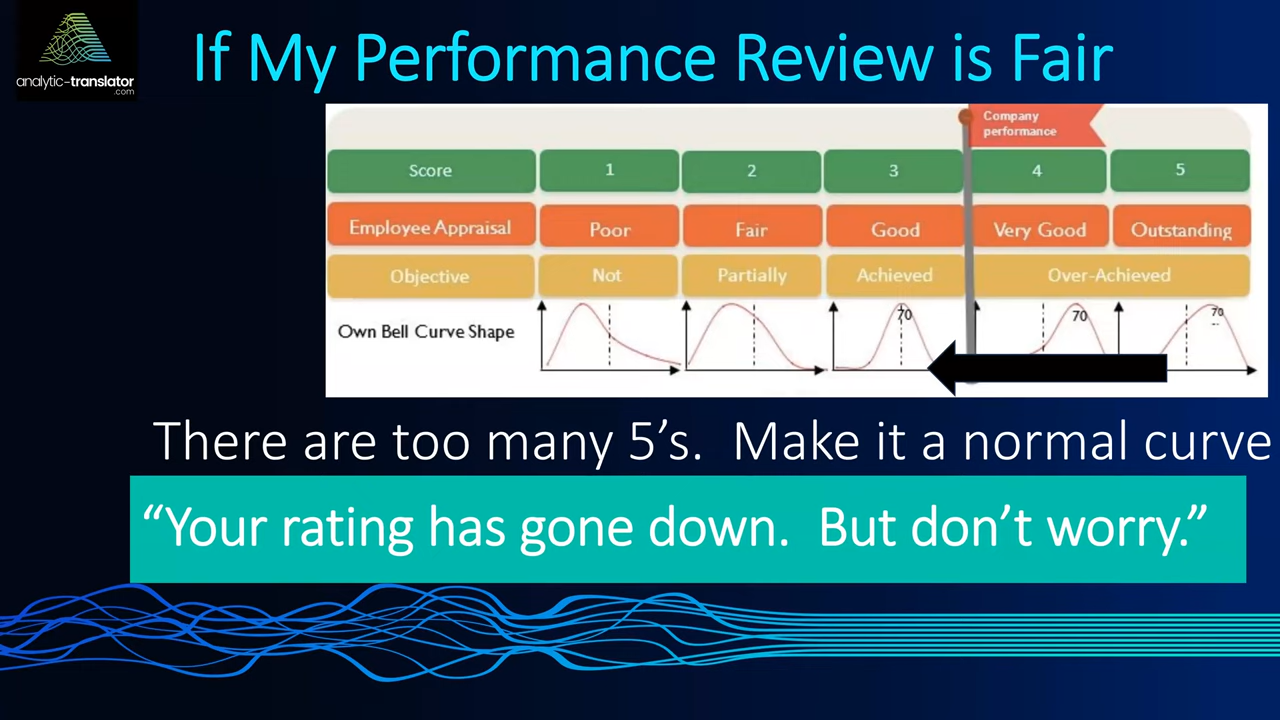 analytic-translator
.com
If My Performance Review is Fair
Company
performance
Score 1 2 3 4 5
Employee Appraisal Poor Fair Good Very Good Outstanding
Objective Not Partially Achieved Over-Achieved
Own Bell Curve Shape 70 70 70
There are too many 5’s. Make it a normal curve
“Your rating has gone down. But don’t worry.”